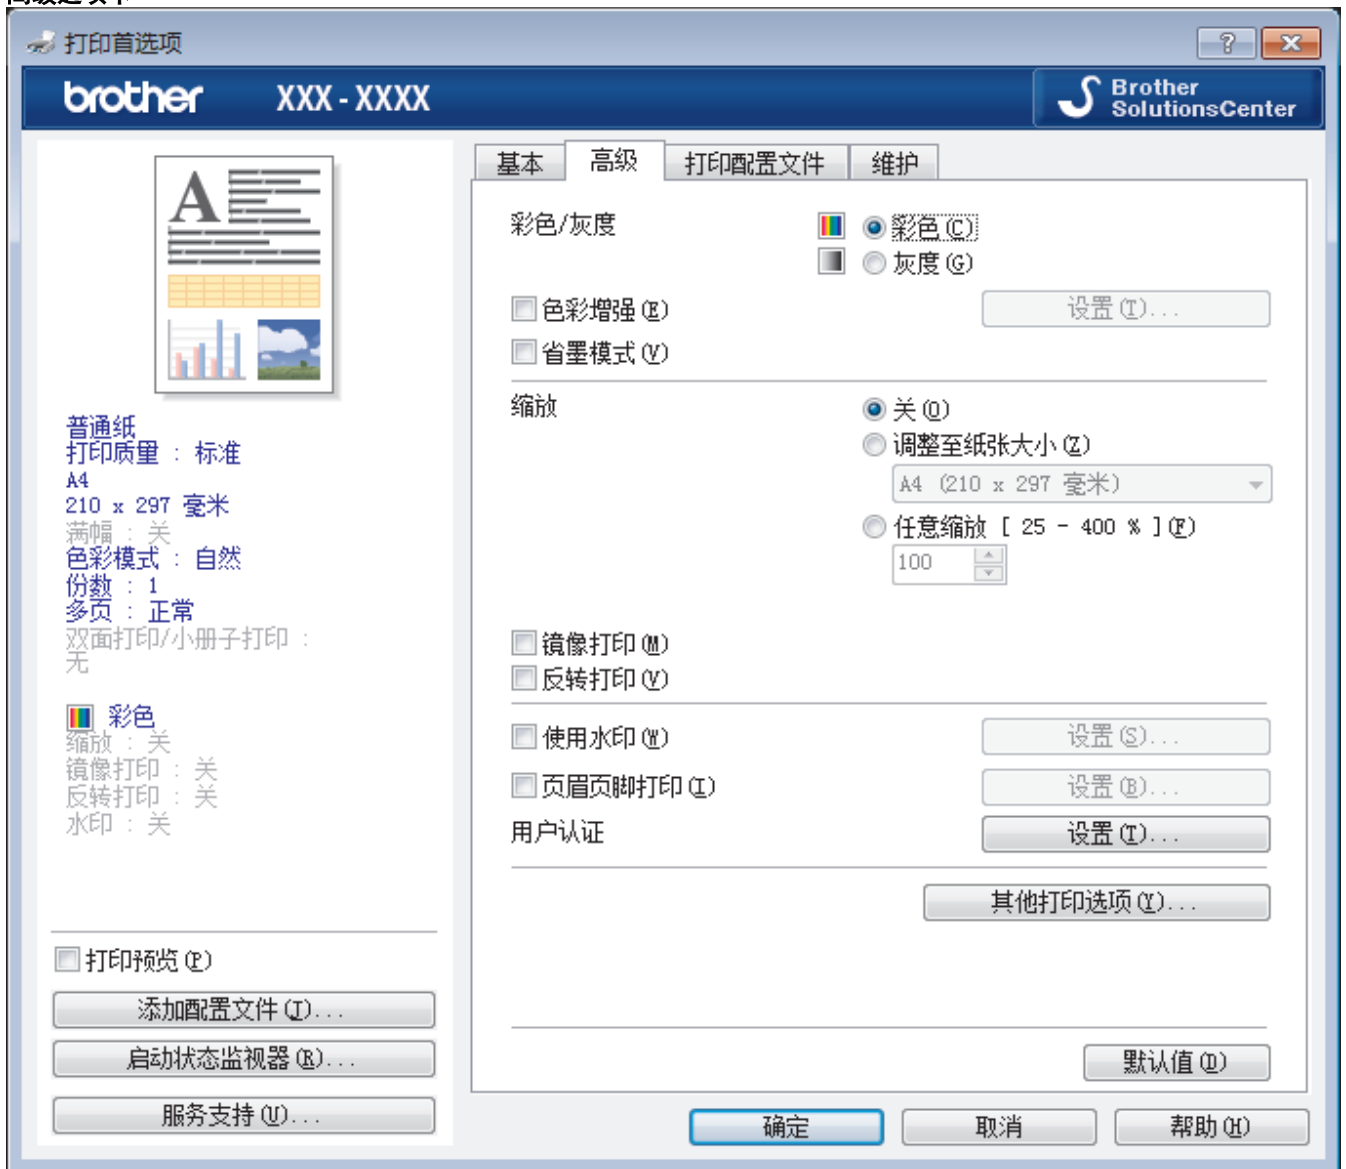 高级选项卡
打印首选项
brother XXX-XXXX
Brother
SolutionsCenter
A
普通纸
打印质量 : 标准
A4
210 x 297 毫米
满幅 : 关
色彩模式 : 自然
份数 : 1
多页 : 正常
双面打印/小册子打印 :
无
彩色
缩放 : 关
镜像打印 : 关
反转打印 : 关
水印 : 关
打印预览(P)
添加配置文件(J)...
启动状态监视器(R)...
服务支持(U)...
基本 高级 打印配置文件 维护
彩色/灰度 彩色(C)
灰度(G)
色彩增强(E) 设置(T)...
省墨模式(V)
缩放 关(O)
调整至纸张大小(Z)
A4 (210 x 297 毫米)
任意缩放 [ 25 - 400 % ](F)
100
镜像打印(M)
反转打印(V)
使用水印(W) 设置(S)...
页眉页脚打印(I) 设置(B)...
用户认证 设置(T)...
其他打印选项(Y)...
默认值(D)
确定 取消 帮助(H)